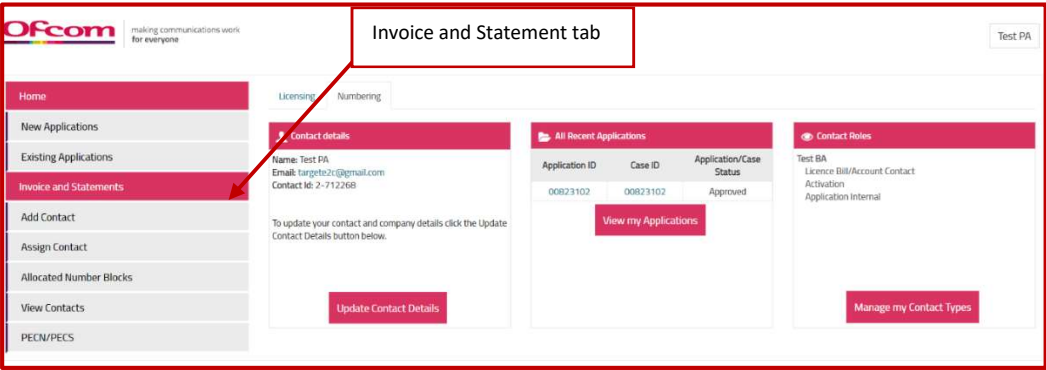 Ofcom
making communications work
for everyone
Invoice and Statement tab
Test PA
Home
New Applications
Existing Applications
Invoice and Statements
Add Contact
Assign Contact
Allocated Number Blocks
View Contacts
PECN/PECS
Licensing
Numbering
Contact details
Name: Test PA
Email: targete2c@gmail.com
Contact Id: 2-712268
To update your contact and company details click the Update
Contact Details button below.
Update Contact Details
All Recent Applications
Application ID Case ID Application/Case
Status
00823102 00823102 Approved
View my Applications
Contact Roles
Test BA
Licence Bill/Account Contact
Activation
Application Internal
Manage my Contact Types